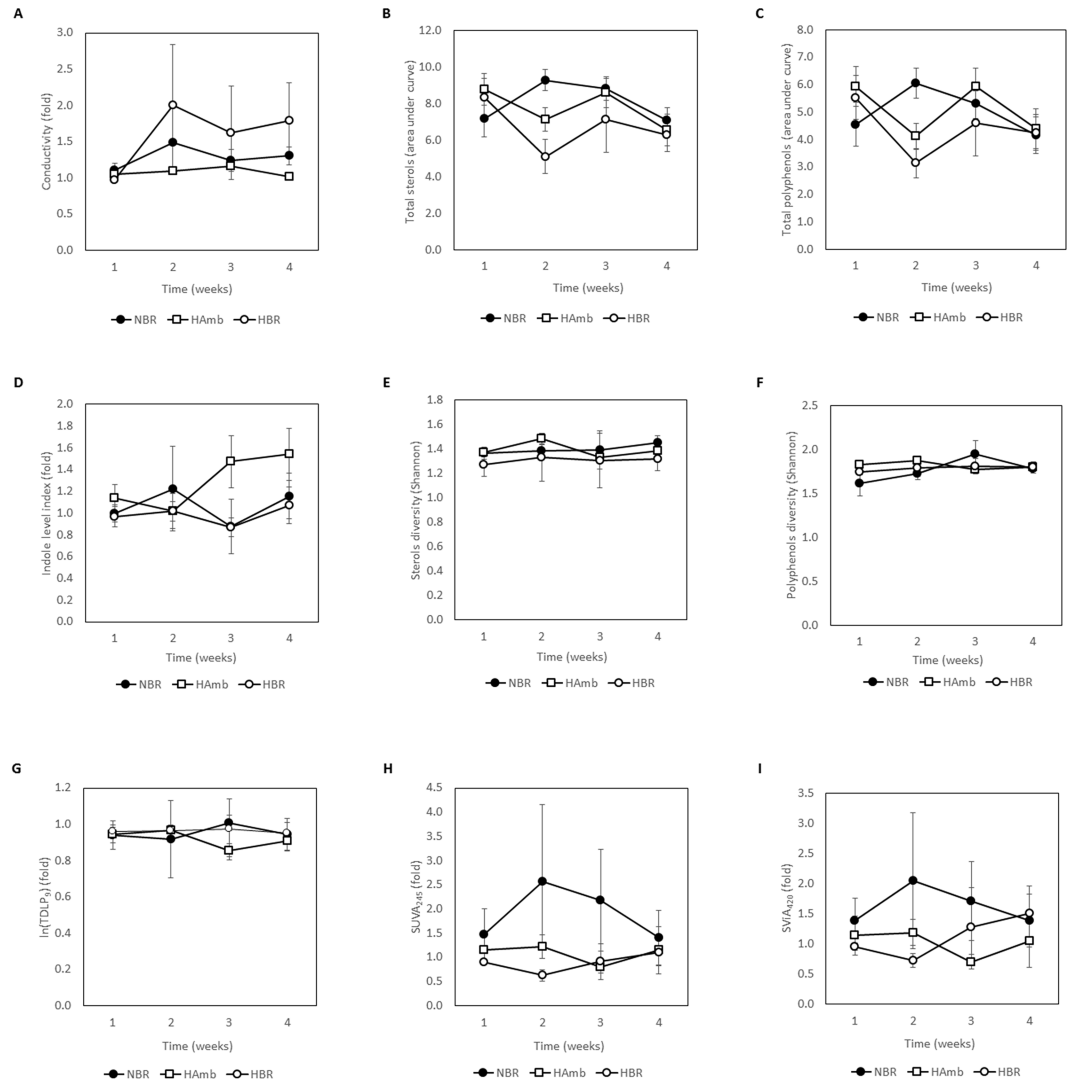 A
Conductivity (fold)
3.0
2.5
2.0
1.5
1.0
0.5
0.0
1 2 3 4
Time (weeks)
NBR HAmb HBR
B
Total sterols (area under curve)
12.0
10.0
8.0
6.0
4.0
2.0
0.0
1 2 3 4
Time (weeks)
NBR HAmb HBR
C
Total polyphenols (area under curve)
8.0
7.0
6.0
5.0
4.0
3.0
2.0
1.0
0.0
1 2 3 4
Time (weeks)
NBR HAmb HBR
D
Indole level index (fold)
2.0
1.8
1.6
1.4
1.2
1.0
0.8
0.6
0.4
0.2
0.0
1 2 3 4
Time (weeks)
NBR HAmb HBR
E
Sterols diversity (Shannon)
1.8
1.6
1.4
1.2
1.0
0.8
0.6
0.4
0.2
0.0
1 2 3 4
Time (weeks)
NBR HAmb HBR
F
Polyphenols diversity (Shannon)
2.5
2.0
1.5
1.0
0.5
0.0
1 2 3 4
Time (weeks)
NBR HAmb HBR
G
ln(TDLP₉) (fold)
1.2
1.0
0.8
0.6
0.4
0.2
0.0
1 2 3 4
Time (weeks)
NBR HAmb HBR
H
SUVA₂₄₅ (fold)
4.5
4.0
3.5
3.0
2.5
2.0
1.5
1.0
0.5
0.0
1 2 3 4
Time (weeks)
NBR HAmb HBR
I
SViA₄₂₀ (fold)
3.5
3.0
2.5
2.0
1.5
1.0
0.5
0.0
1 2 3 4
Time (weeks)
NBR HAmb HBR